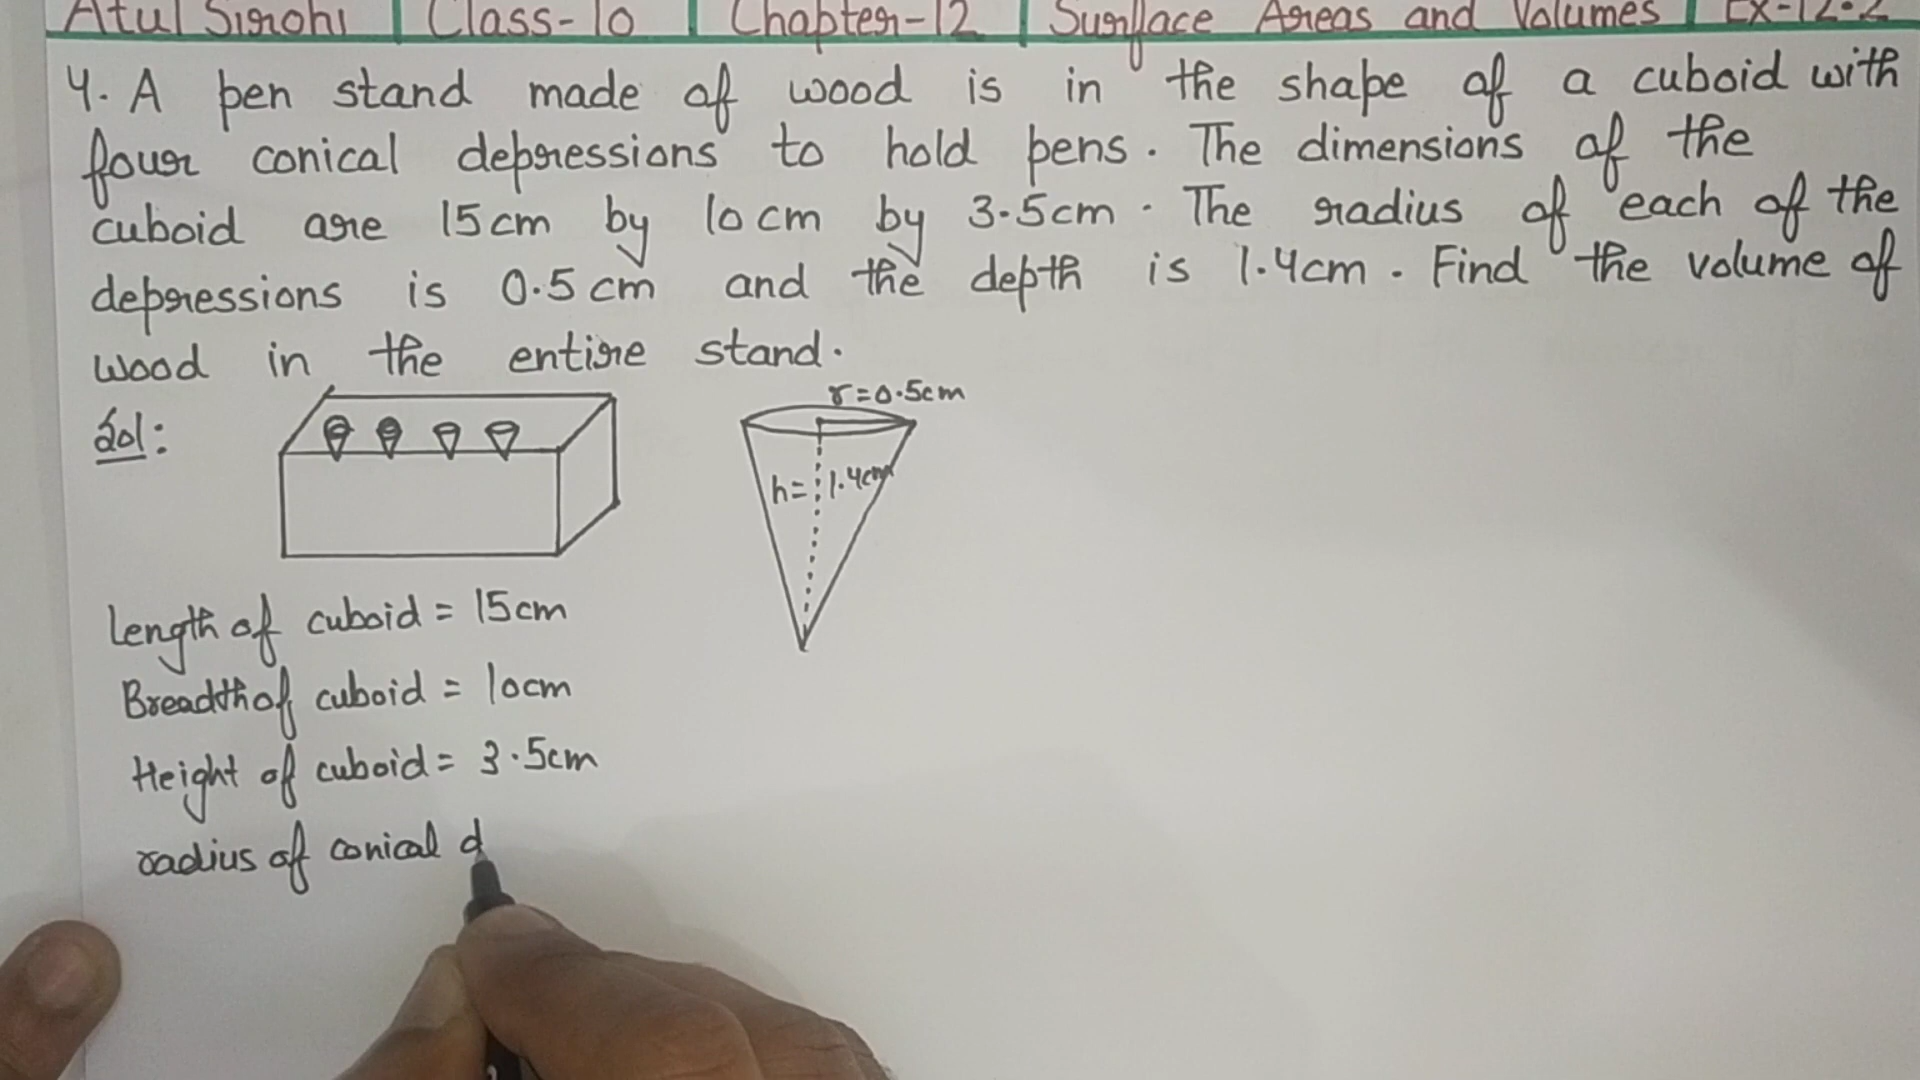 Atul Sirohi | Class-10 | Chapter-12 | Surface Areas and Volumes | Ex-12.2
4. A pen stand made of wood is in the shape of a cuboid with
four conical depressions to hold pens. The dimensions of the
cuboid are 15cm by 10cm by 3.5cm. The radius of each of the
depressions is 0.5cm and the depth is 1.4cm. Find the volume of
wood in the entire stand.
Sol:
r=0.5cm
h=1.4cm
Length of cuboid = 15cm
Breadth of cuboid = 10cm
Height of cuboid = 3.5cm
radius of conical d